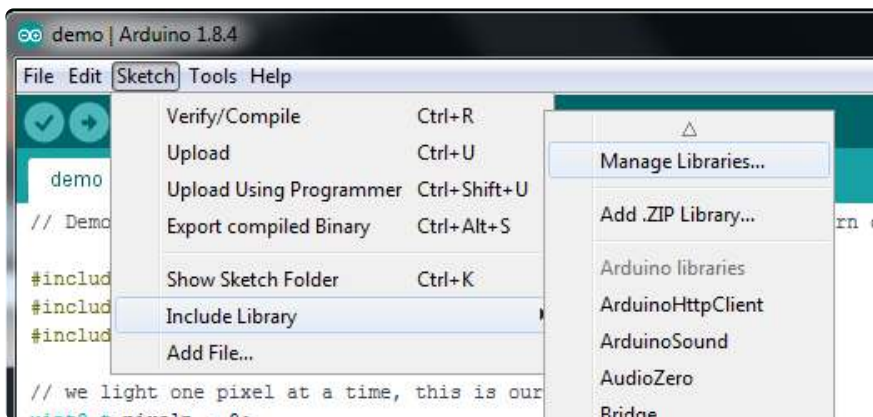 demo | Arduino 1.8.4
File Edit Sketch Tools Help
Verify/Compile Ctrl+R
Upload Ctrl+U
Upload Using Programmer Ctrl+Shift+U
Export compiled Binary Ctrl+Alt+S
Show Sketch Folder Ctrl+K
Include Library
Add File...
Manage Libraries...
Add .ZIP Library...
Arduino libraries
ArduinoHttpClient
ArduinoSound
AudioZero
Bridge
demo
// Demo
#includ
#includ
#includ
// we light one pixel at a time, this is our